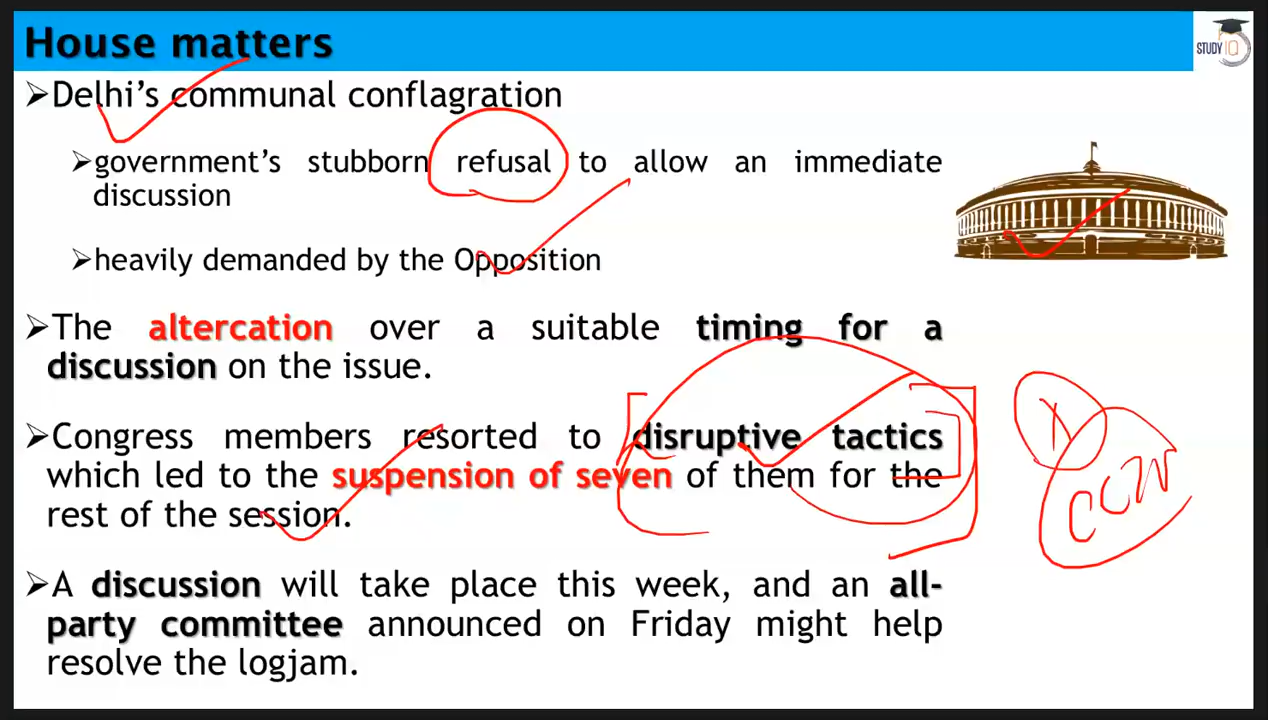 House matters
STUDY IQ
➤Delhi's communal conflagration
➤government's stubborn refusal to allow an immediate
discussion
➤heavily demanded by the Opposition
➤The altercation over a suitable timing for a
discussion on the issue.
➤Congress members resorted to disruptive tactics
which led to the suspension of seven of them for the
rest of the session.
➤A discussion will take place this week, and an all-
party committee announced on Friday might help
resolve the logjam.